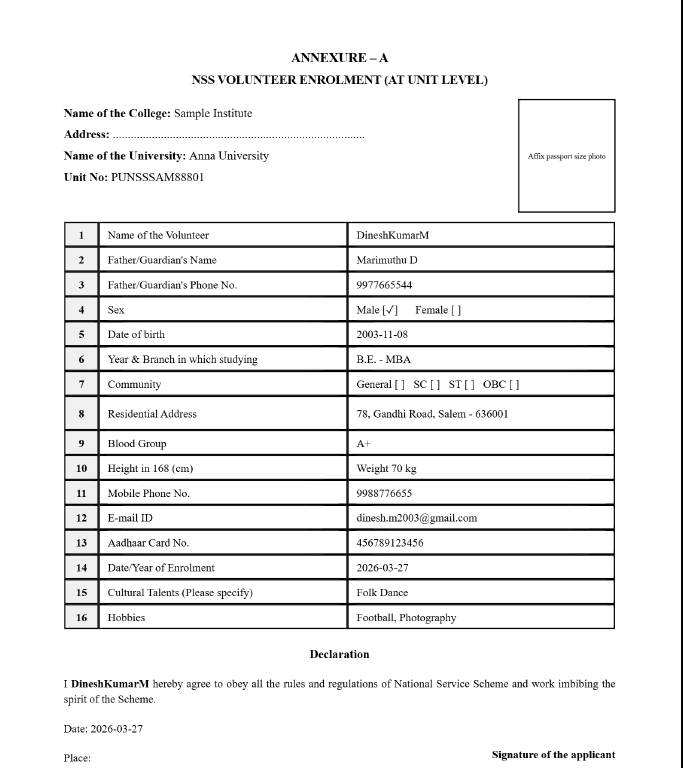 ANNEXURE – A
NSS VOLUNTEER ENROLMENT (AT UNIT LEVEL)
Name of the College: Sample Institute
Address: ....................................................................................
Name of the University: Anna University
Unit No: PUNSSSAM88801
Affix passport size photo
1 Name of the Volunteer DineshKumarM
2 Father/Guardian's Name Marimuthu D
3 Father/Guardian's Phone No. 9977665544
4 Sex Male [✓] Female [ ]
5 Date of birth 2003-11-08
6 Year & Branch in which studying B.E. - MBA
7 Community General [ ] SC [ ] ST [ ] OBC [ ]
8 Residential Address 78, Gandhi Road, Salem - 636001
9 Blood Group A+
10 Height in 168 (cm) Weight 70 kg
11 Mobile Phone No. 9988776655
12 E-mail ID dinesh.m2003@gmail.com
13 Aadhaar Card No. 456789123456
14 Date/Year of Enrolment 2026-03-27
15 Cultural Talents (Please specify) Folk Dance
16 Hobbies Football, Photography
Declaration
I DineshKumarM hereby agree to obey all the rules and regulations of National Service Scheme and work imbibing the
spirit of the Scheme.
Date: 2026-03-27
Place:
Signature of the applicant